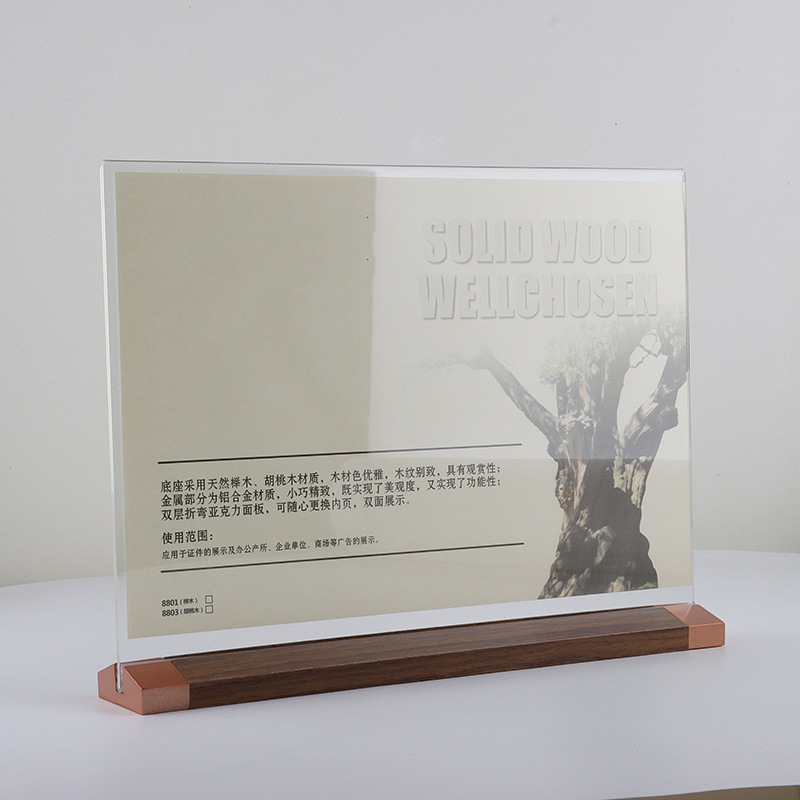 SOLID WOOD
WELLCHOSEN
底座采用天然榉木、胡桃木材质，木材色优雅，木纹别致，具有观赏性；
金属部分为铝合金材质，小巧精致，既实现了美观度，又实现了功能性；
双层折弯亚克力面板，可随心更换内页，双面展示。
使用范围：
应用于证件的展示及办公产所、企业单位、商场等广告的展示。
8801（榉木）□
8803（胡桃木）□